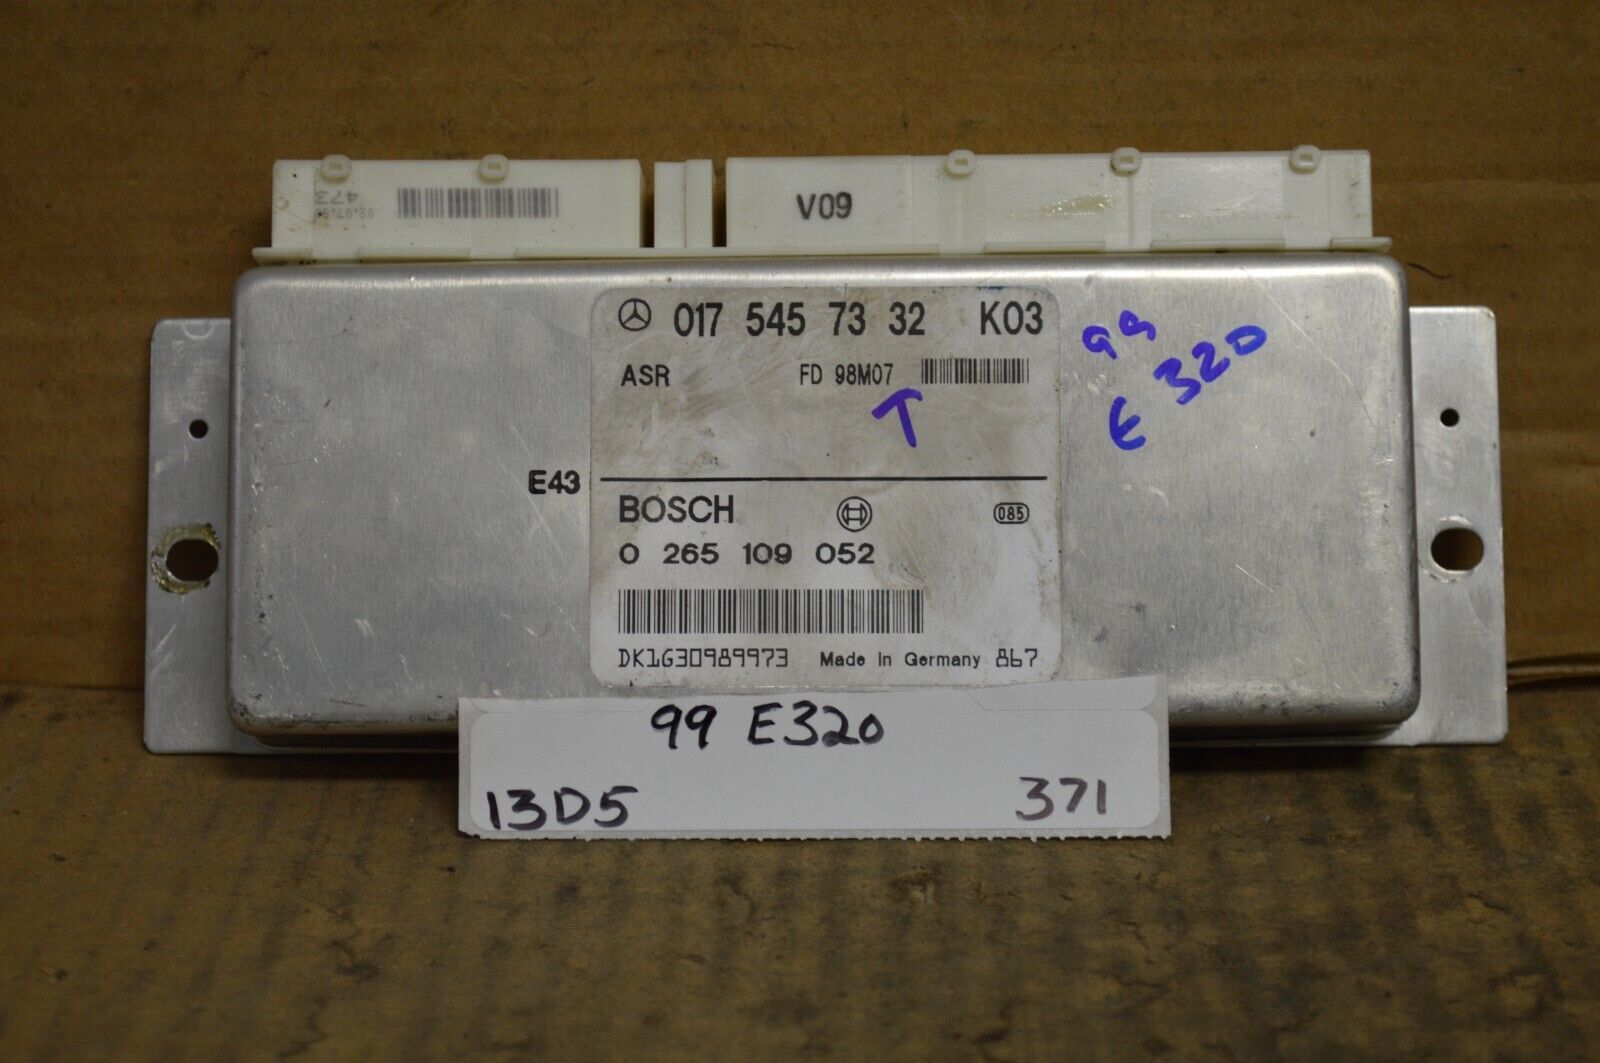 473
V09
017 545 73 32 K03
ASR FD 98M07
T
99
E 320
E43
BOSCH
085
0 265 109 052
DK1G30989973 Made in Germany 867
99 E320
13D5 371